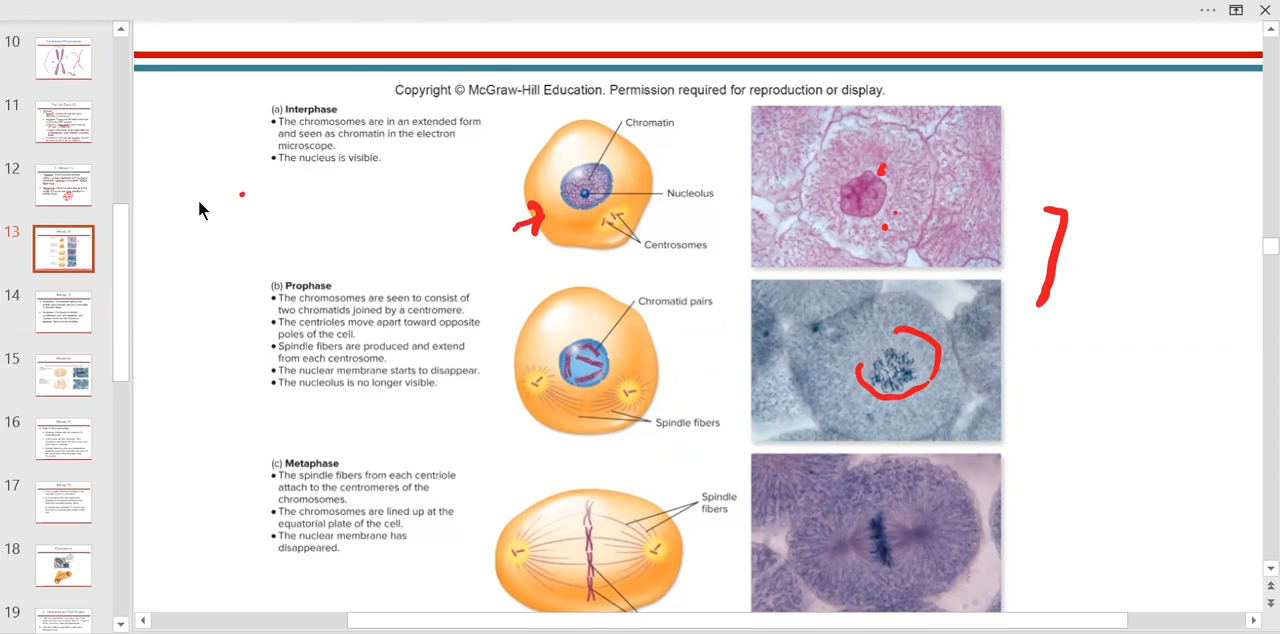 10
11
12
13
14
15
16
17
18
19
Copyright © McGraw-Hill Education. Permission required for reproduction or display.
(a) Interphase
• The chromosomes are in an extended form
and seen as chromatin in the electron
microscope.
• The nucleus is visible.
Chromatin
Nucleolus
Centrosomes
(b) Prophase
• The chromosomes are seen to consist of
two chromatids joined by a centromere.
• The centrioles move apart toward opposite
poles of the cell.
• Spindle fibers are produced and extend
from each centrosome.
• The nuclear membrane starts to disappear.
• The nucleolus is no longer visible.
Chromatid pairs
Spindle fibers
(c) Metaphase
• The spindle fibers from each centriole
attach to the centromeres of the
chromosomes.
• The chromosomes are lined up at the
equatorial plate of the cell.
• The nuclear membrane has
disappeared.
Spindle
fibers